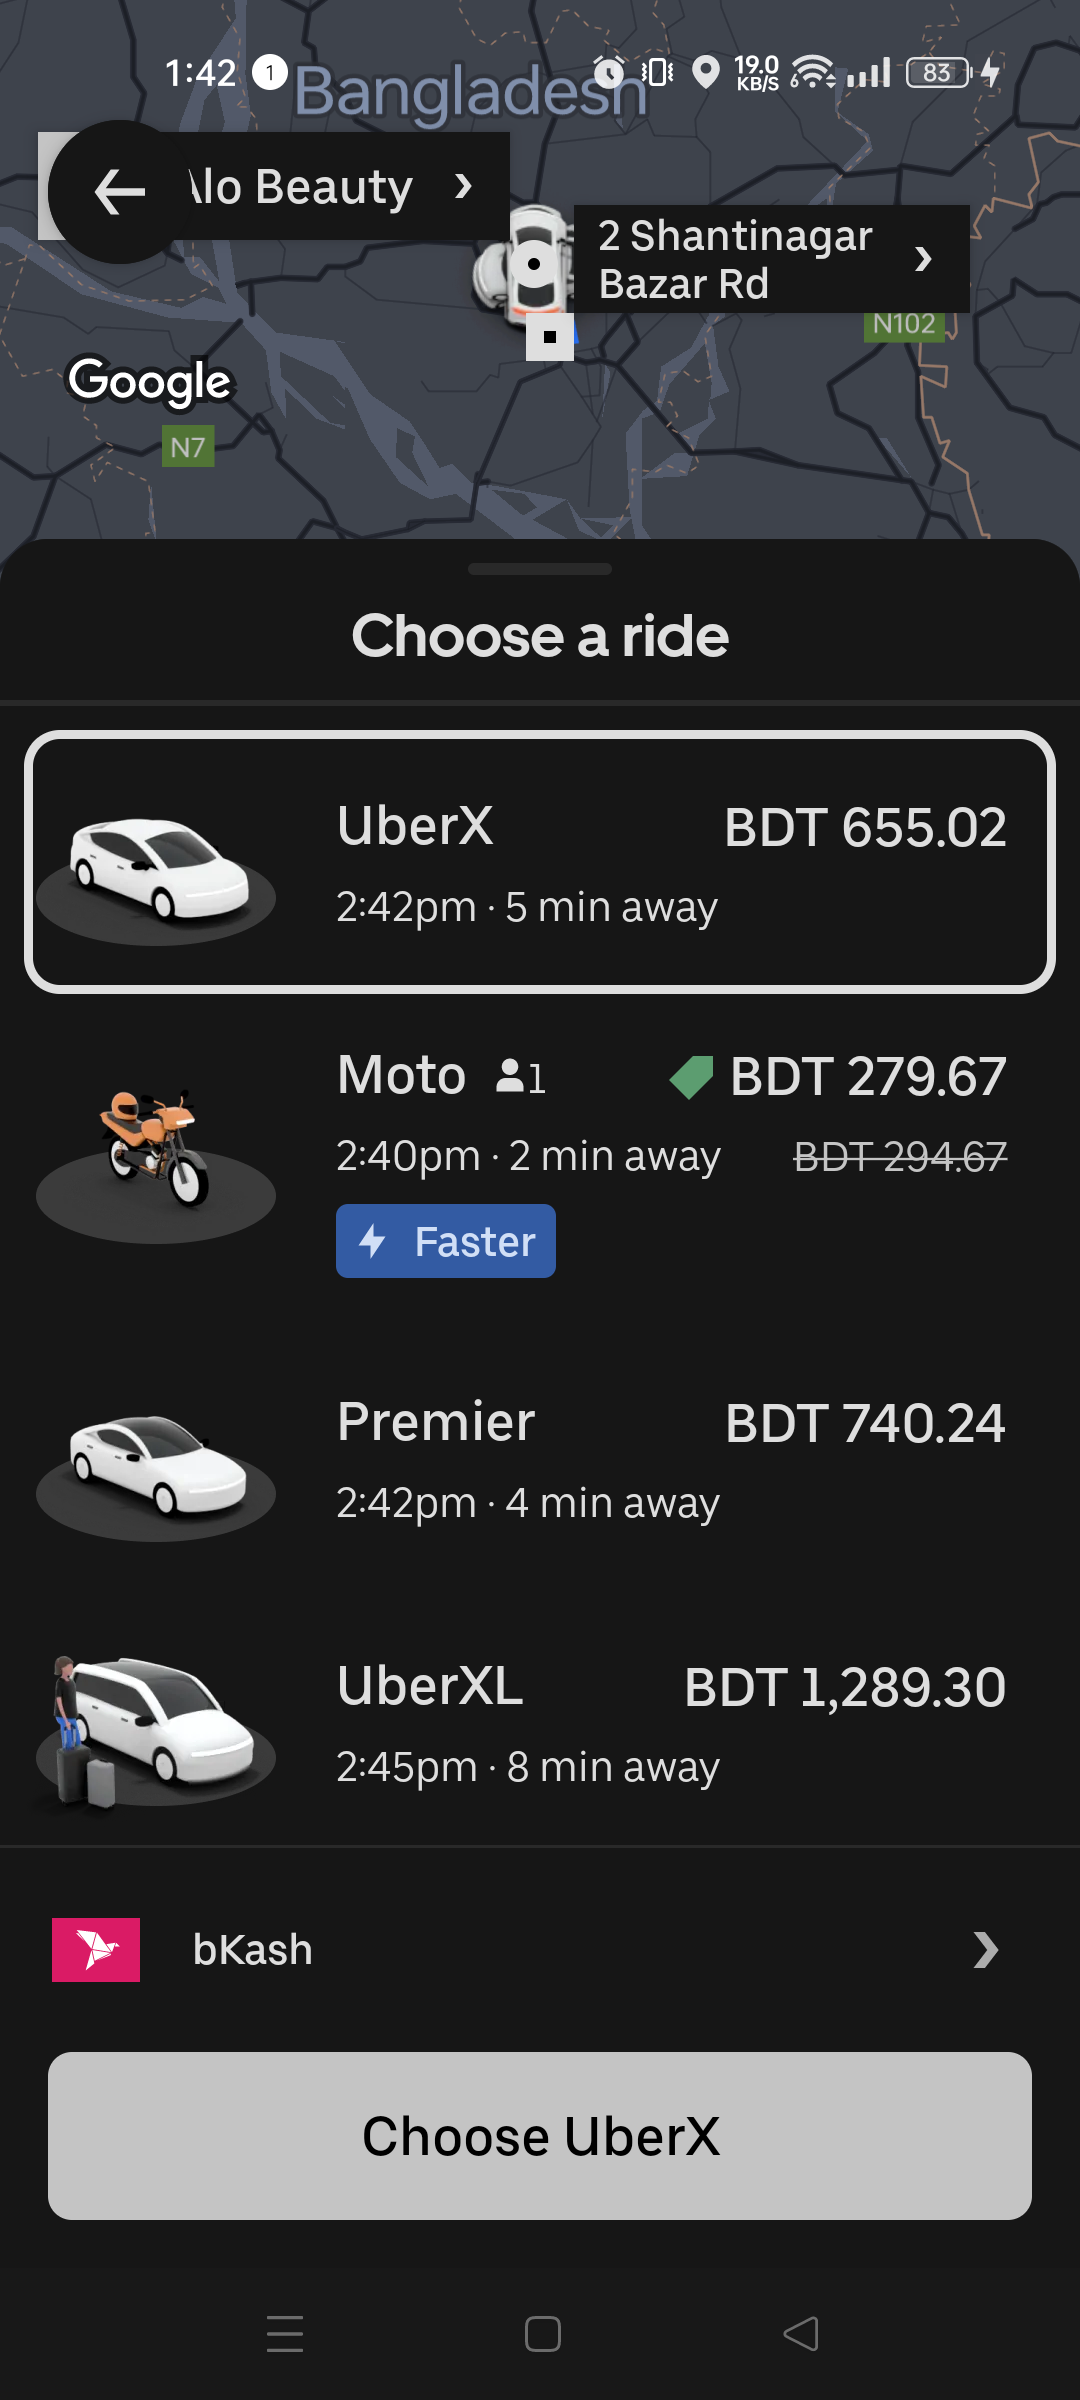 1:42
1
19.0
KB/S
6
83
Bangladesh
Alo Beauty
2 Shantinagar
Bazar Rd
N102
Google
N7
Choose a ride
UberX
BDT 655.02
2:42pm · 5 min away
Moto 1
BDT 279.67
2:40pm · 2 min away
BDT 294.67
Faster
Premier
BDT 740.24
2:42pm · 4 min away
UberXL
BDT 1,289.30
2:45pm · 8 min away
bKash
Choose UberX